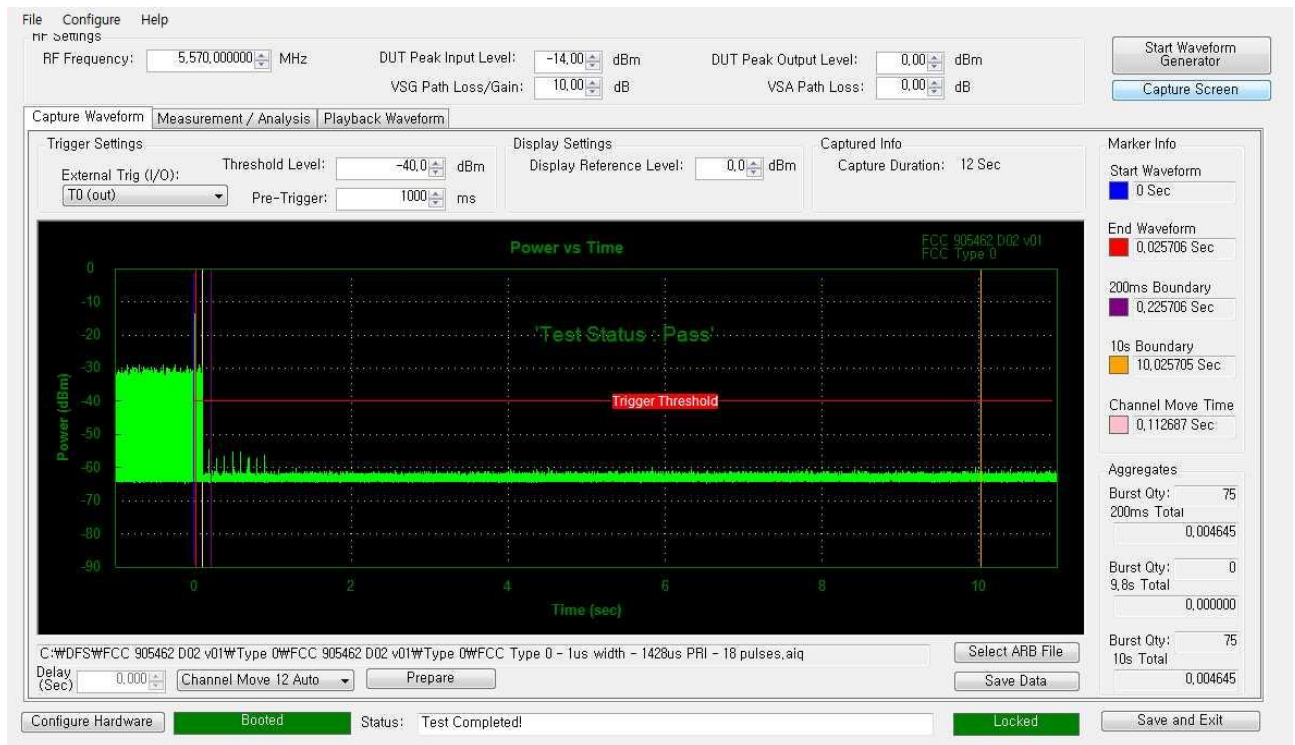 File Configure Help
RF Settings
RF Frequency: 5,570,000000 MHz DUT Peak Input Level: -14,00 dBm DUT Peak Output Level: 0,00 dBm
VSG Path Loss/Gain: 10,00 dB VSA Path Loss: 0,00 dB
Start Waveform
Generator
Capture Screen
Capture Waveform Measurement / Analysis Playback Waveform
Trigger Settings
External Trig (I/O):
T0 (out)
Threshold Level: -40,0 dBm
Pre-Trigger: 1000 ms
Display Settings
Display Reference Level: 0,0 dBm
Captured Info
Capture Duration: 12 Sec
Power vs Time
FCC 905462 D02 v01
FCC Type 0
'Test Status : Pass'
Trigger Threshold
Power (dBm)
0
-10
-20
-30
-40
-50
-60
-70
-80
-90
0 2 4 6 8 10
Time (sec)
Marker Info
Start Waveform
0 Sec
End Waveform
0,025706 Sec
200ms Boundary
0,225706 Sec
10s Boundary
10,025705 Sec
Channel Move Time
0,112687 Sec
Aggregates
Burst Qty: 75
200ms Total
0,004645
Burst Qty: 0
9,8s Total
0,000000
Burst Qty: 75
10s Total
0,004645
C:₩DFS₩FCC 905462 D02 v01₩Type 0₩FCC 905462 D02 v01₩Type 0₩FCC Type 0 - 1us width - 1428us PRI - 18 pulses,aiq
Select ARB File
Delay
(Sec) 0,000 Channel Move 12 Auto Prepare
Save Data
Configure Hardware Booted Status: Test Completed! Locked Save and Exit